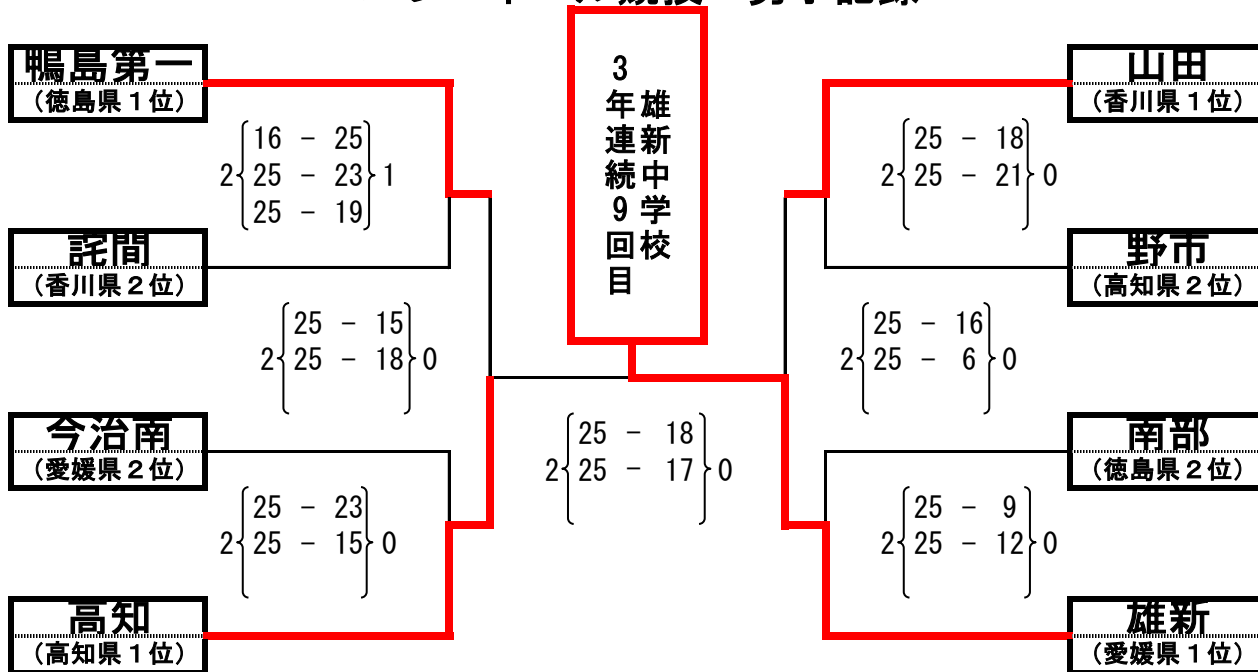 鴨島第一
（徳島県１位）
3年連続9回目
雄新中学校
山田
（香川県１位）
16 － 25
2 25 － 23 1
25 － 19
25 － 18
2 25 － 21 0
詫間
（香川県２位）
野市
（高知県２位）
25 － 15
2 25 － 18 0
25 － 16
2 25 － 6 0
今治南
（愛媛県２位）
25 － 18
2 25 － 17 0
南部
（徳島県２位）
25 － 23
2 25 － 15 0
25 － 9
2 25 － 12 0
高知
（高知県１位）
雄新
（愛媛県１位）